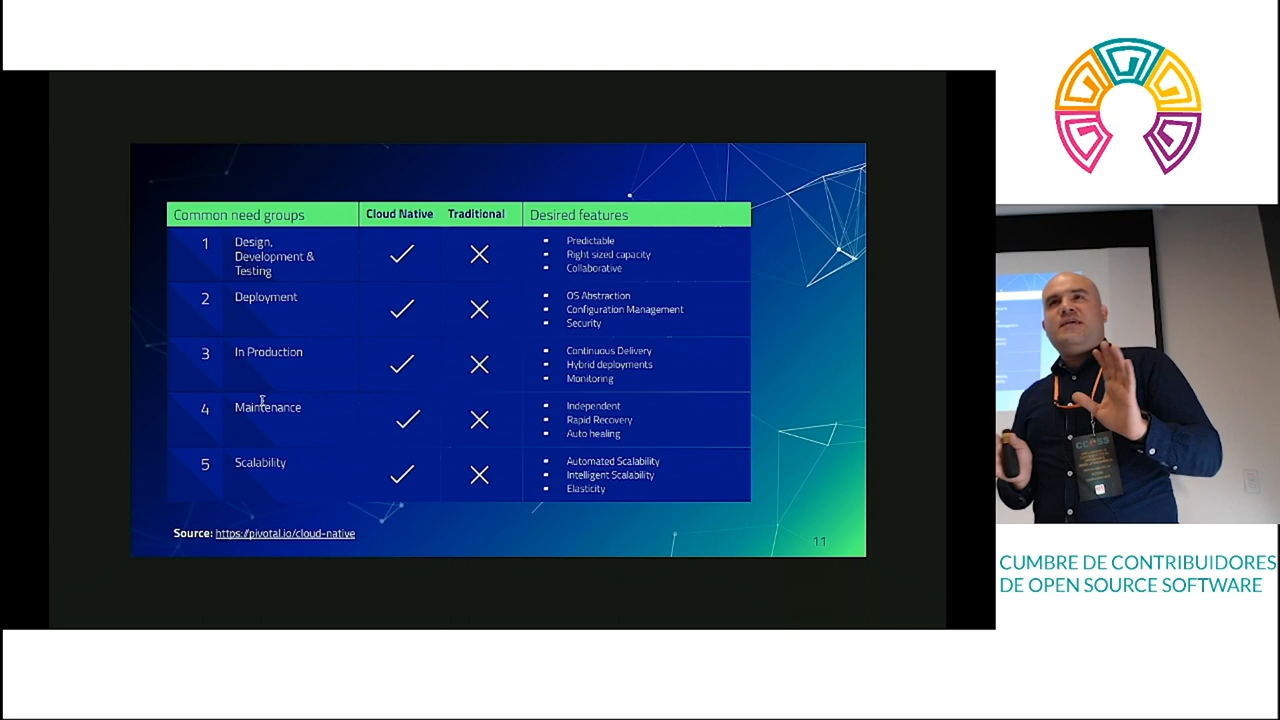 Common need groups
Cloud Native
Traditional
Desired features
1
Design,
Development &
Testing
Predictable
Right sized capacity
Collaborative
2
Deployment
OS Abstraction
Configuration Management
Security
3
In Production
Continuous Delivery
Hybrid deployments
Monitoring
4
Maintenance
Independent
Rapid Recovery
Auto healing
5
Scalability
Automated Scalability
Intelligent Scalability
Elasticity
Source: https://pivotal.io/cloud-native
11
CCOSS
CUMBRE DE CONTRIBUIDORES
DE OPEN SOURCE SOFTWARE